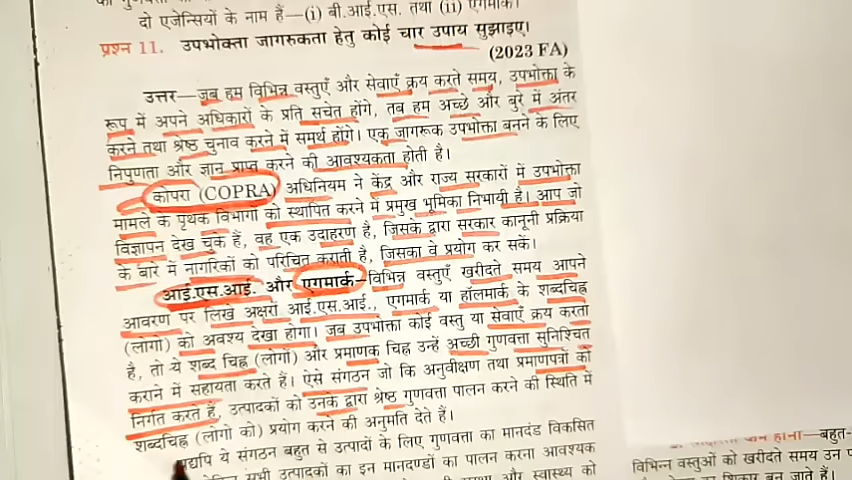 दो एजेन्सियों के नाम हैं—(i) बी.आई.एस. तथा (ii) एगमार्क।
प्रश्न 11. उपभोक्ता जागरुकता हेतु कोई चार उपाय सुझाइए।
(2023 FA)
उत्तर—जब हम विभिन्न वस्तुएँ और सेवाएँ क्रय करते समय, उपभोक्ता के
रूप में अपने अधिकारों के प्रति सचेत होंगे, तब हम अच्छे और बुरे में अंतर
करने तथा श्रेष्ठ चुनाव करने में समर्थ होंगे। एक जागरूक उपभोक्ता बनने के लिए
निपुणता और ज्ञान प्राप्त करने की आवश्यकता होती है।
कोपरा (COPRA) अधिनियम ने केंद्र और राज्य सरकारों में उपभोक्ता
मामले के पृथक विभागों को स्थापित करने में प्रमुख भूमिका निभायी है। आप जो
विज्ञापन देख चुके हैं, वह एक उदाहरण है, जिसके द्वारा सरकार कानूनी प्रक्रिया
के बारे में नागरिकों को परिचित कराती है, जिसका वे प्रयोग कर सकें।
आई.एस.आई. और एगमार्क—विभिन्न वस्तुएँ खरीदते समय आपने
आवरण पर लिखे अक्षरों आई.एस.आई., एगमार्क या हॉलमार्क के शब्दचिह्न
(लोगो) को अवश्य देखा होगा। जब उपभोक्ता कोई वस्तु या सेवाएँ क्रय करता
है, तो ये शब्द चिह्न (लोगो) और प्रमाणक चिह्न उन्हें अच्छी गुणवत्ता सुनिश्चित
कराने में सहायता करते हैं। ऐसे संगठन जो कि अनुवीक्षण तथा प्रमाणपत्रों को
निर्गत करते हैं, उत्पादकों को उनके द्वारा श्रेष्ठ गुणवत्ता पालन करने की स्थिति में
शब्दचिह्न (लोगो को) प्रयोग करने की अनुमति देते हैं।
यद्यपि ये संगठन बहुत से उत्पादों के लिए गुणवत्ता का मानदंड विकसित
सभी उत्पादकों का इन मानदण्डों का पालन करना आवश्यक
और स्वास्थ्य को
होना—बहुत-
विभिन्न वस्तुओं को खरीदते समय उन
का शिकार बन जाते हैं।